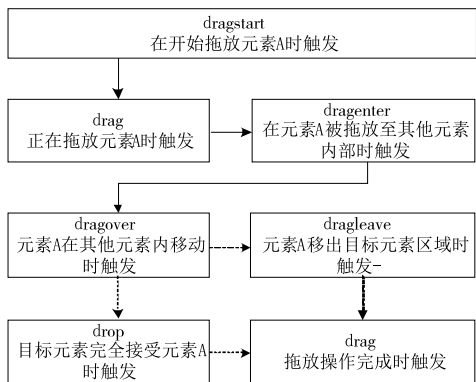 dragstart
在开始拖放元素A时触发
drag
正在拖放元素A时触发
dragenter
在元素A被拖放至其他元素
内部时触发
dragover
元素A在其他元素内移动
时触发
dragleave
元素A移出目标元素区域时
触发-
drop
目标元素完全接受元素A
时触发
drag
拖放操作完成时触发